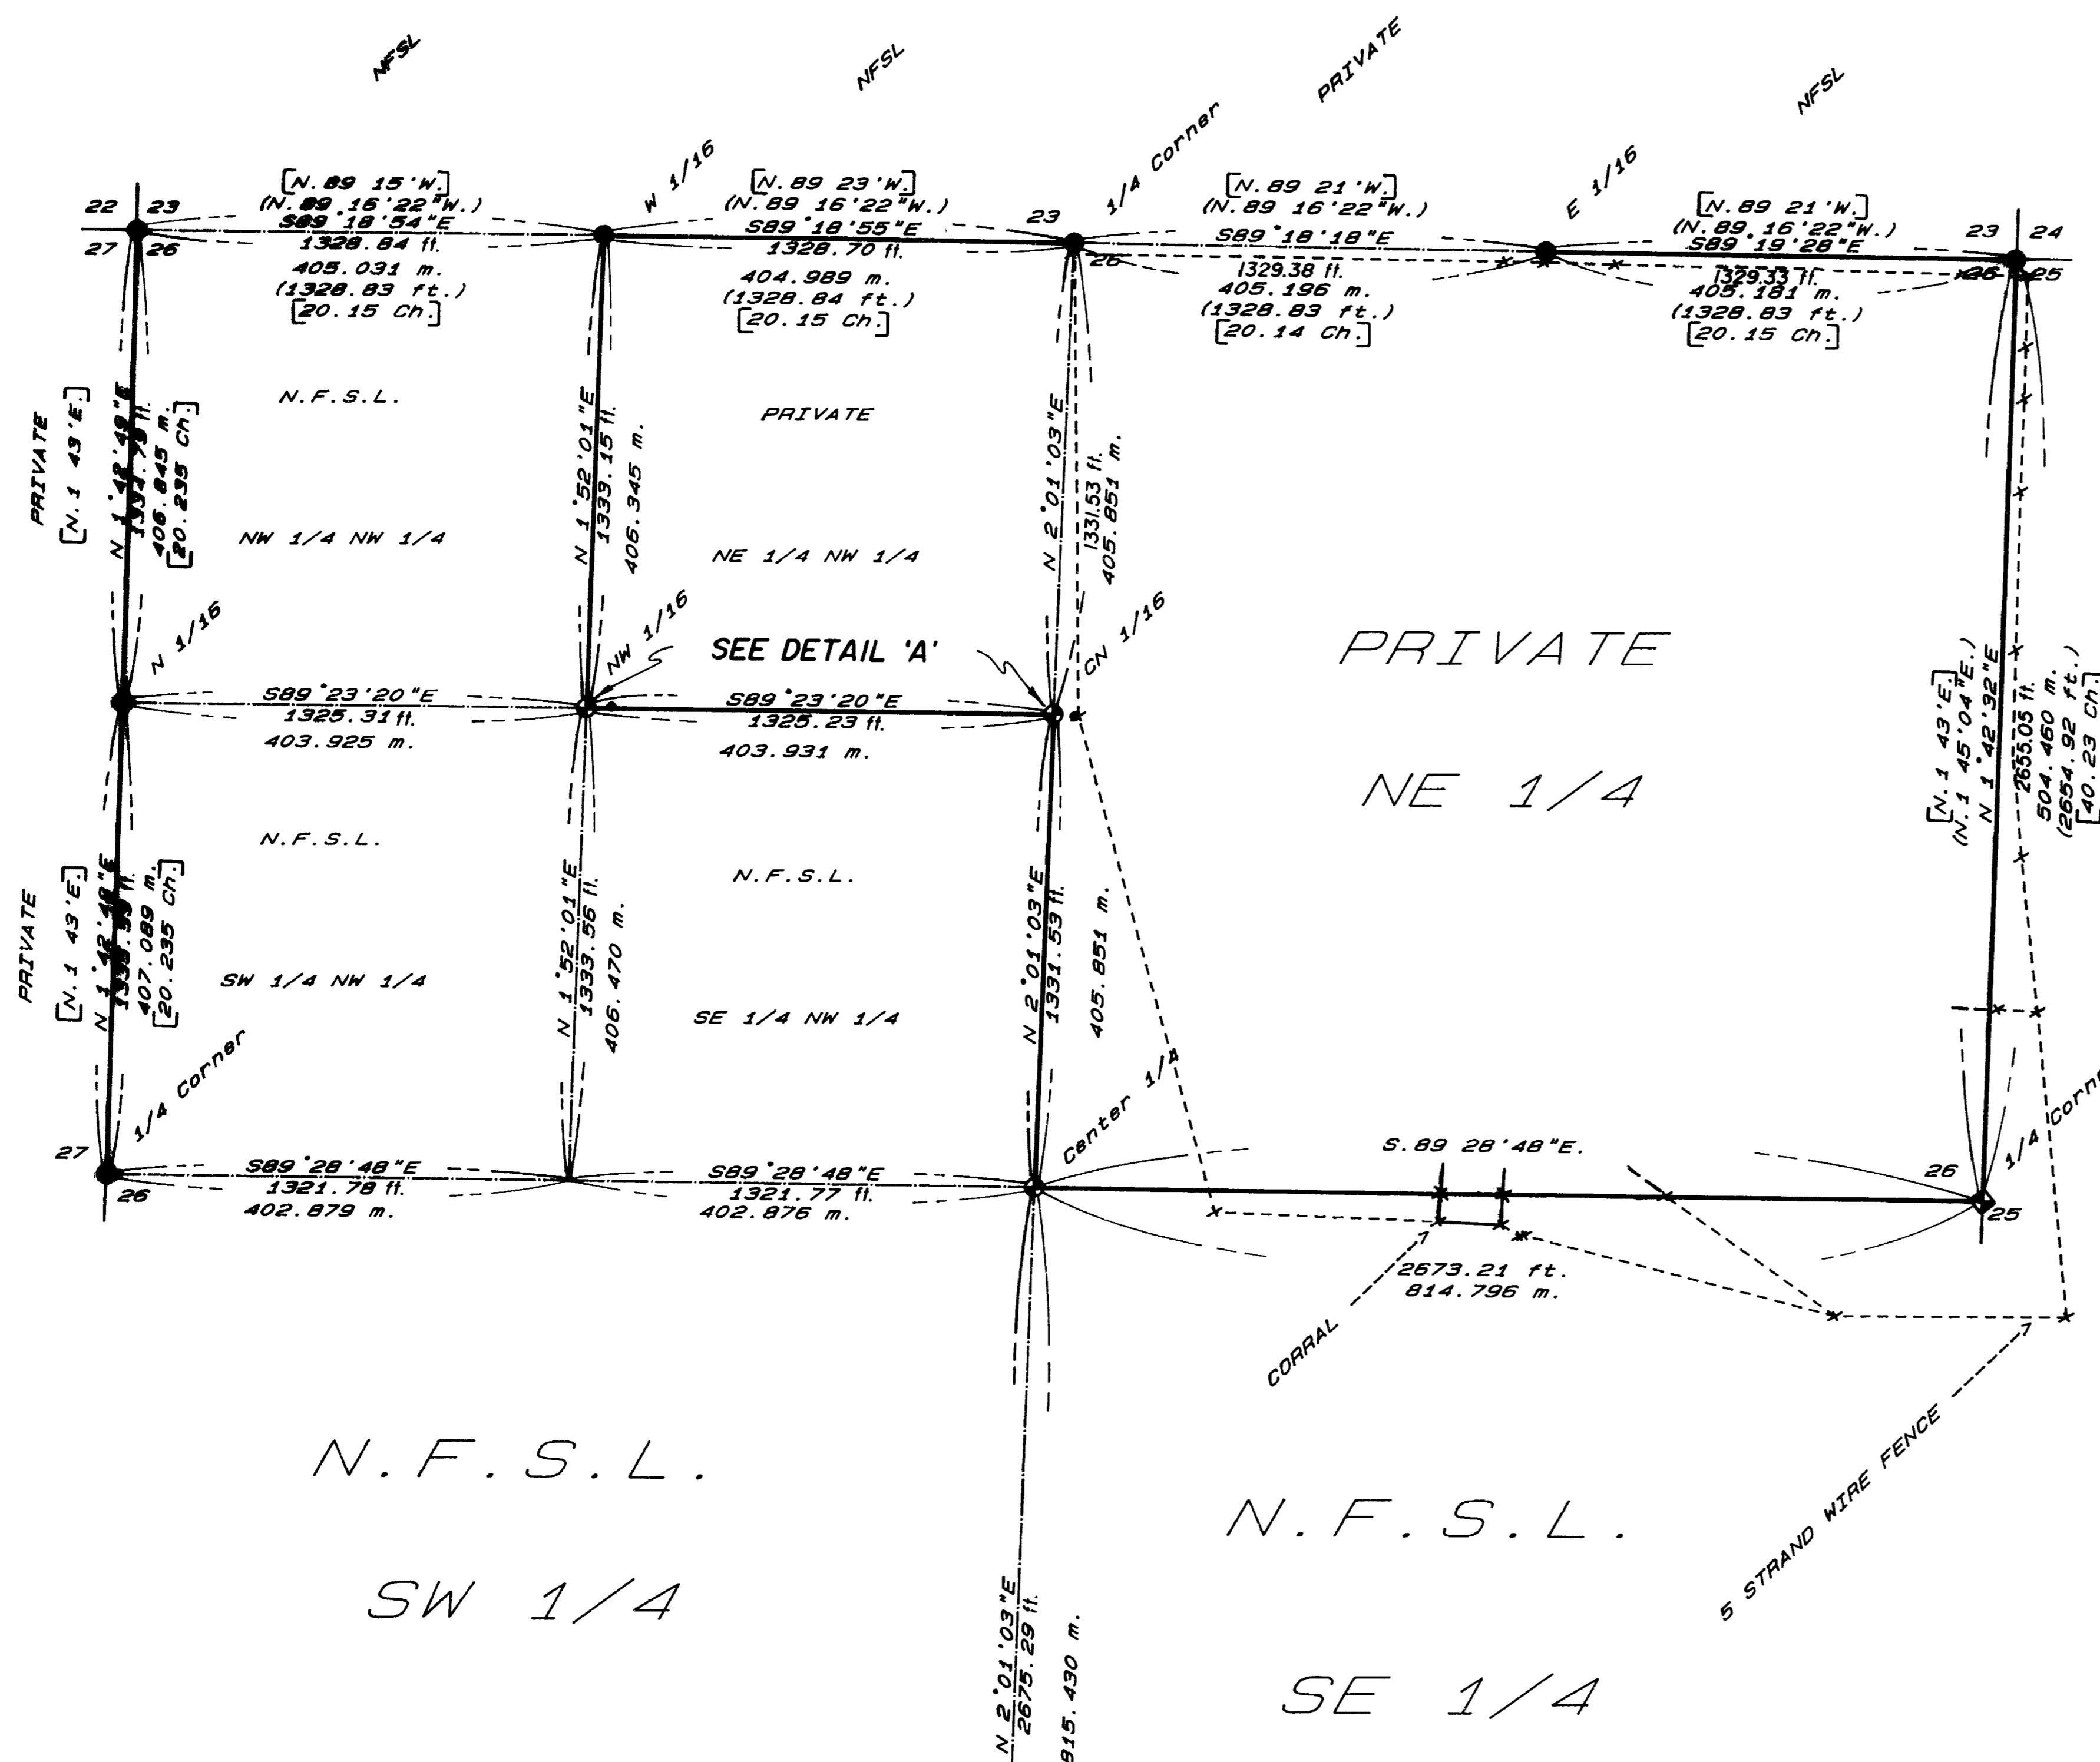 NFSL
NFSL
PRIVATE
NFSL
22
23
27
26
[N. 89 15'W.]
(N. 89 16'22"W.)
S89°18'54"E
1328.84 ft.
405.031 m.
(1328.83 ft.)
[20.15 Ch.]
W 1/16
[N. 89 23'W.]
(N. 89 16'22"W.)
S89°18'55"E
1328.70 ft.
404.989 m.
(1328.84 ft.)
[20.15 Ch.]
23
26
1/4 Corner
[N. 89 21'W.]
(N. 89 16'22"W.)
S89°18'18"E
1329.38 ft.
405.196 m.
(1328.83 ft.)
[20.14 Ch.]
E 1/16
[N. 89 21'W.]
(N. 89 16'22"W.)
S89°19'28"E
1329.33 ft.
405.181 m.
(1328.83 ft.)
[20.15 Ch.]
23
24
26
25
PRIVATE
[N. 1 43'E.]
N 1°42'49"E
ft.
406.845 m.
[20.235 Ch.]
N.F.S.L.
NW 1/4 NW 1/4
N 1°52'01"E
1333.15 ft.
406.345 m.
PRIVATE
NE 1/4 NW 1/4
N 2°01'03"E
1331.53 ft.
405.851 m.
N 1/16
NW 1/16
SEE DETAIL 'A'
CN 1/16
PRIVATE
NE 1/4
[N. 1 43'E.]
(N. 1 45'04"E.)
N 1°42'32"E
2655.05 ft.
504.460 m.
(2654.92 ft.)
[40.23 Ch.]
S89°23'20"E
1325.31 ft.
403.925 m.
S89°23'20"E
1325.23 ft.
403.931 m.
PRIVATE
[N. 1 43'E.]
N 1°42'48"E
ft.
407.089 m.
[20.235 Ch.]
N.F.S.L.
SW 1/4 NW 1/4
N 1°52'01"E
1333.56 ft.
406.470 m.
N.F.S.L.
SE 1/4 NW 1/4
N 2°01'03"E
1331.53 ft.
405.851 m.
1/4 Corner
27
26
S89°28'48"E
1321.78 ft.
402.879 m.
S89°28'48"E
1321.77 ft.
402.876 m.
Center 1/4
S.89 28'48"E.
2673.21 ft.
814.796 m.
26
25
1/4 Corne
CORRAL
5 STRAND WIRE FENCE
N.F.S.L.
SW 1/4
N 2°01'03"E
2675.29 ft.
815.430 m.
N.F.S.L.
SE 1/4